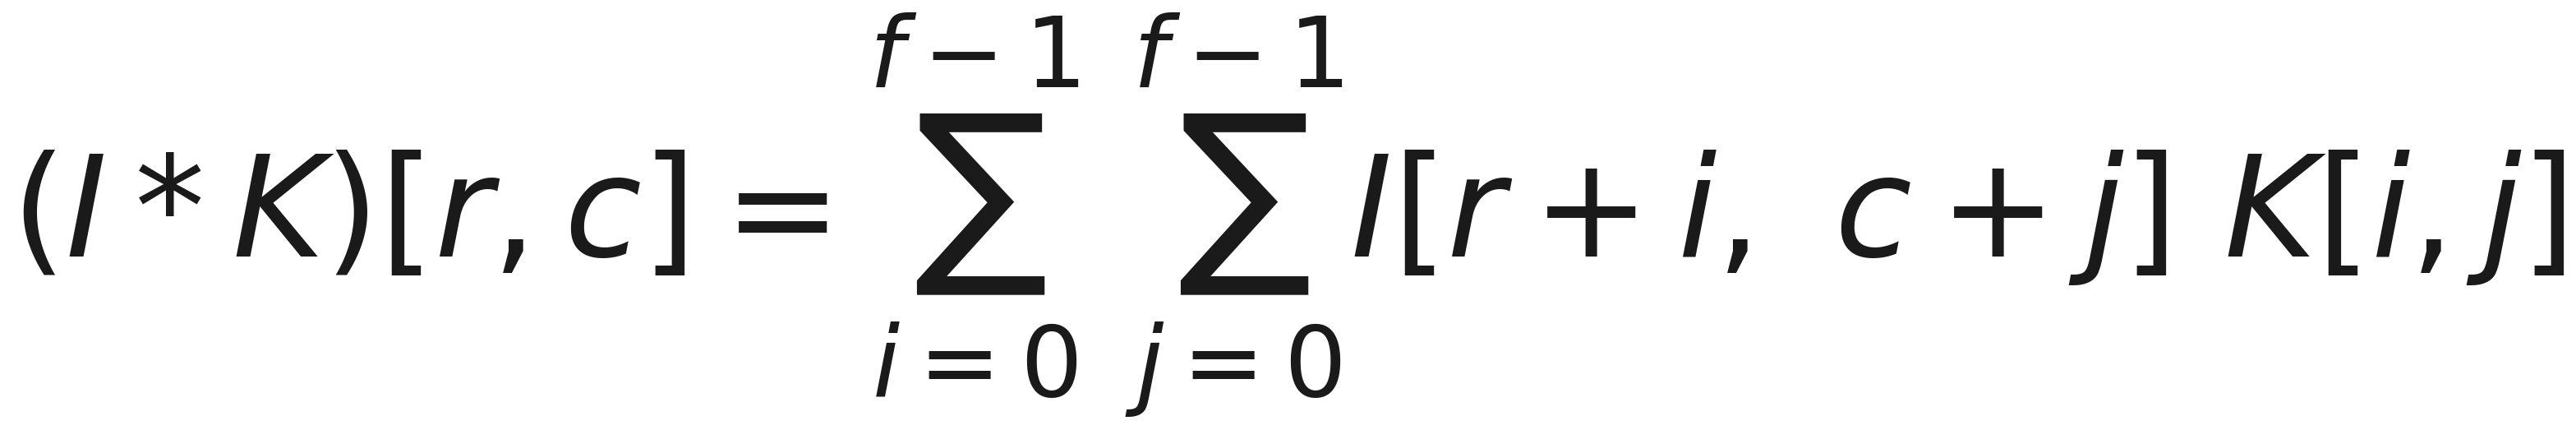 (I * K)[r, c] = \sum_{i=0}^{f-1} \sum_{j=0}^{f-1} I[r + i, c + j] K[i, j]